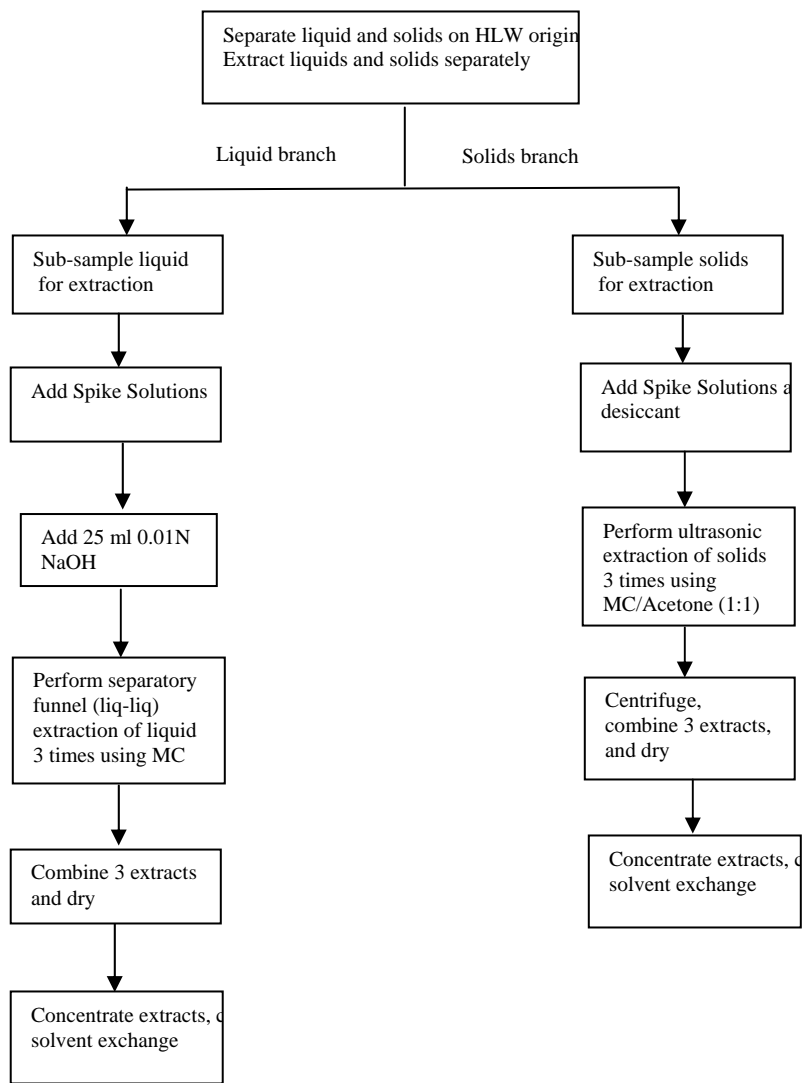 Separate liquid and solids on HLW origin
Extract liquids and solids separately
Liquid branch
Solids branch
Sub-sample liquid
for extraction
Add Spike Solutions
Add 25 ml 0.01N
NaOH
Perform separatory
funnel (liq-liq)
extraction of liquid
3 times using MC
Combine 3 extracts
and dry
Concentrate extracts,
solvent exchange
Sub-sample solids
for extraction
Add Spike Solutions a
desiccant
Perform ultrasonic
extraction of solids
3 times using
MC/Acetone (1:1)
Centrifuge,
combine 3 extracts,
and dry
Concentrate extracts,
solvent exchange